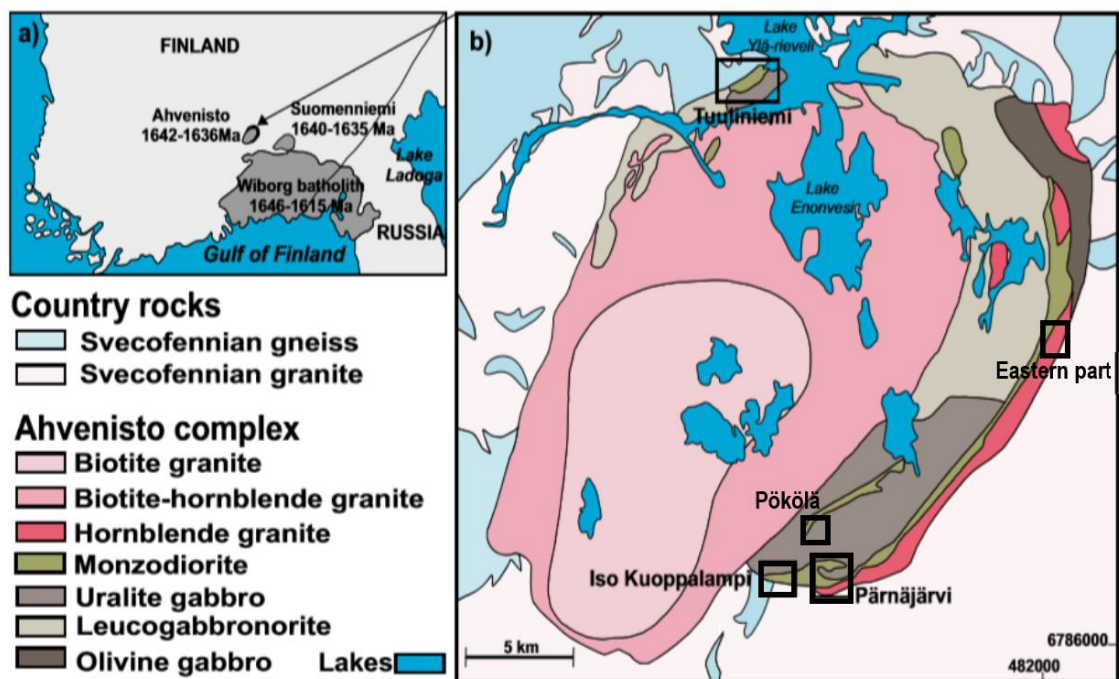 a)
FINLAND
Ahvenisto
1642-1636Ma
Suomenniemi
1640-1635 Ma
Lake
Ladoga
Wiborg batholith
1646-1615 Ma
RUSSIA
Gulf of Finland
Country rocks
Svecofennian gneiss
Svecofennian granite
Ahvenisto complex
Biotite granite
Biotite-hornblende granite
Hornblende granite
Monzodiorite
Uralite gabbro
Leucogabbronorite
Olivine gabbro
Lakes
b)
Lake
Ylä-rieveli
Tuuliniemi
Lake
Enonvesi
Eastern part
Pökölä
Iso Kuoppalampi
Pärnäjärvi
5 km
6786000
482000